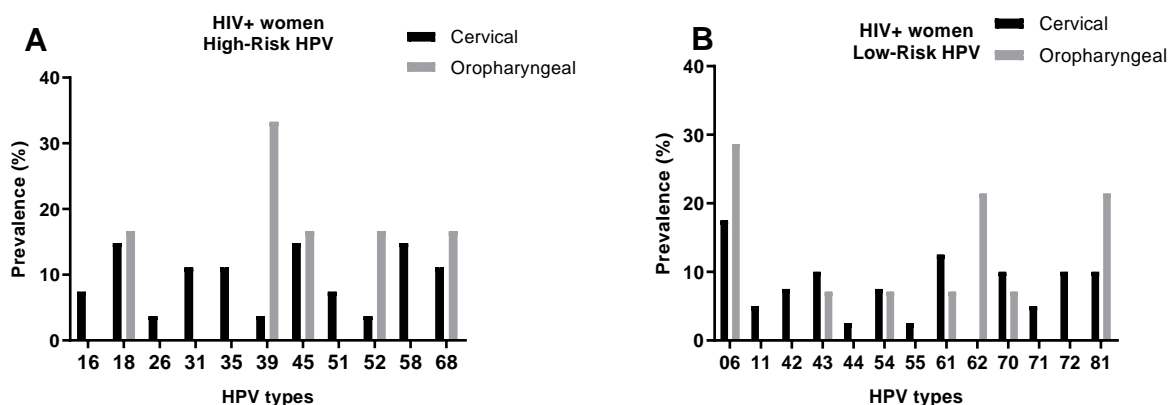 A
HIV+ women
High-Risk HPV
Cervical
Oropharyngeal
Prevalence (%)
40
30
20
10
0
16 18 26 31 35 39 45 51 52 58 68
HPV types
B
HIV+ women
Low-Risk HPV
Cervical
Oropharyngeal
Prevalence (%)
40
30
20
10
0
06 11 42 43 44 54 55 61 62 70 71 72 81
HPV types